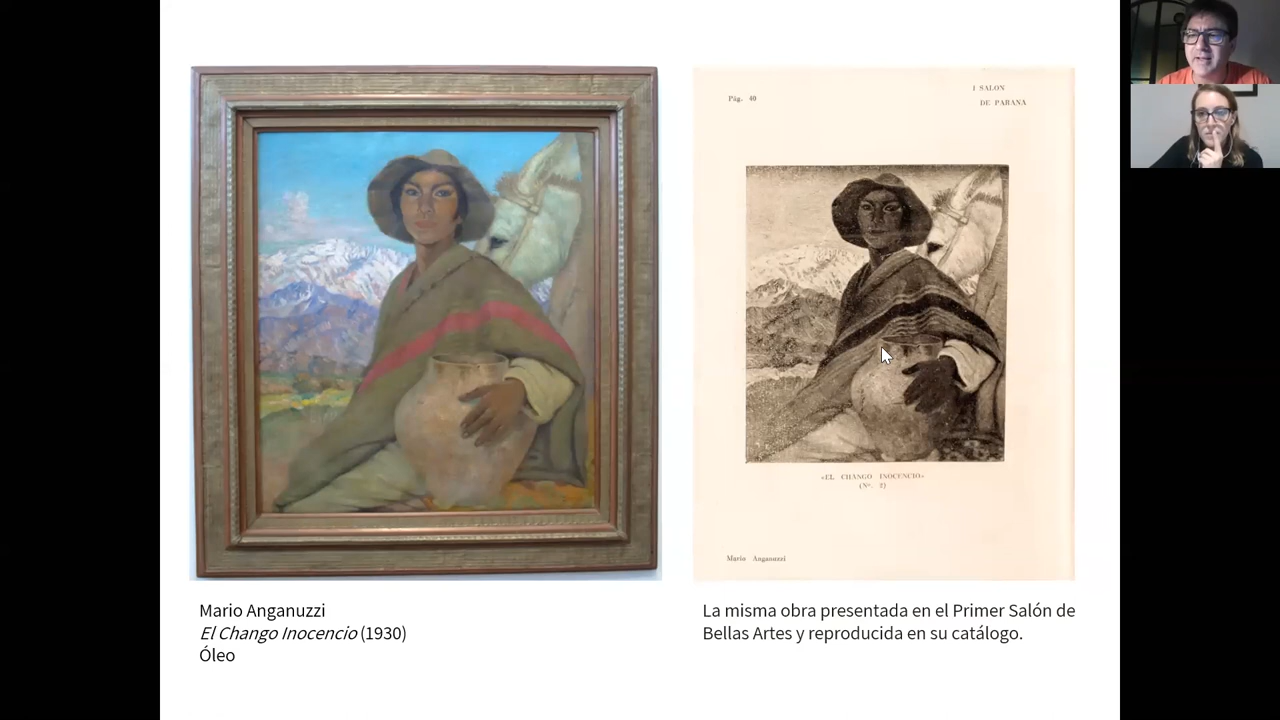 Pág. 40
I SALON
DE PARANA
«EL CHANGO INOCENCIO»
(Nº. 2)
Mario Anganuzzi
Mario Anganuzzi
El Chango Inocencio (1930)
Óleo
La misma obra presentada en el Primer Salón de
Bellas Artes y reproducida en su catálogo.